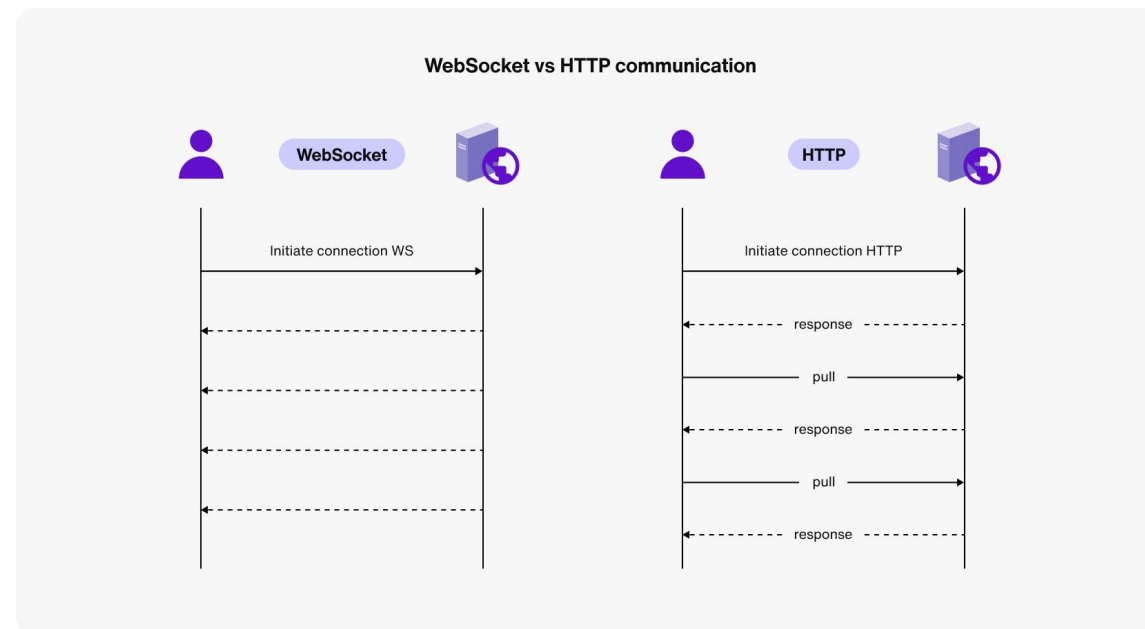 WebSocket vs HTTP communication
WebSocket
Initiate connection WS
HTTP
Initiate connection HTTP
response
pull
response
pull
response